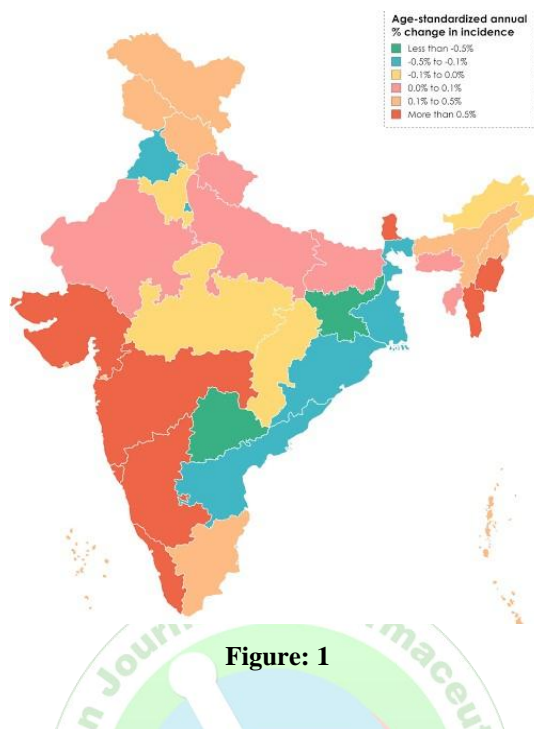 Age-standardized annual
% change in incidence
Less than -0.5%
-0.5% to -0.1%
-0.1% to 0.0%
0.0% to 0.1%
0.1% to 0.5%
More than 0.5%
Figure: 1